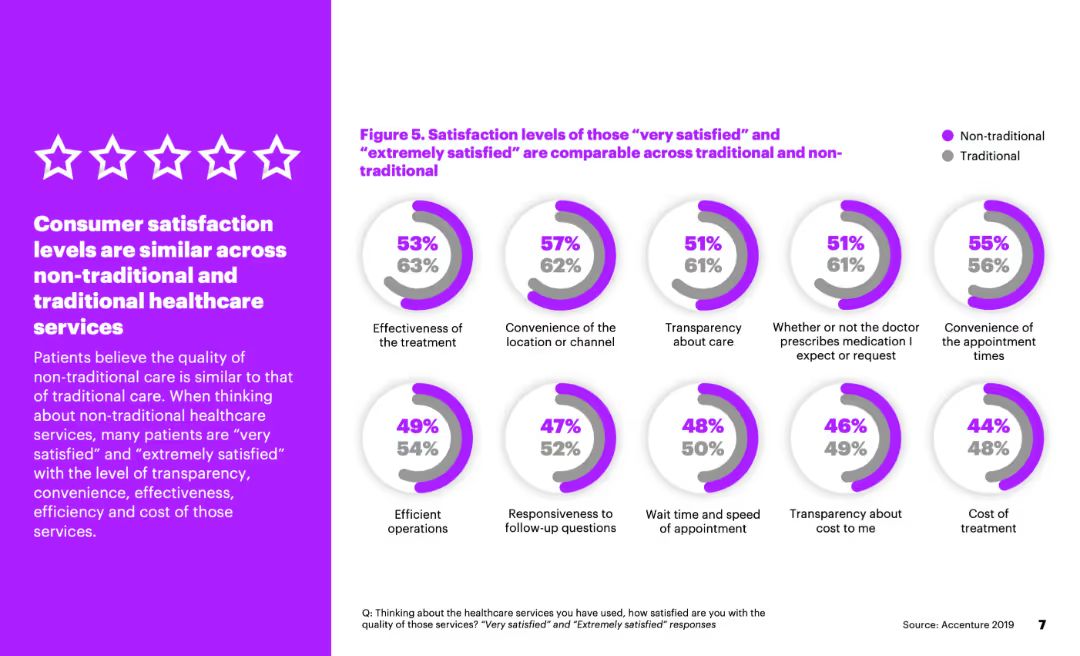 Consumer satisfaction
levels are similar across
non-traditional and
traditional healthcare
services
Patients believe the quality of
non-traditional care is similar to that
of traditional care. When thinking
about non-traditional healthcare
services, many patients are “very
satisfied” and “extremely satisfied”
with the level of transparency,
convenience, effectiveness,
efficiency and cost of those
services.
Figure 5. Satisfaction levels of those “very satisfied” and
“extremely satisfied” are comparable across traditional and non-
traditional
Non-traditional
Traditional
53%
63%
Effectiveness of
the treatment
57%
62%
Convenience of the
location or channel
51%
61%
Transparency
about care
51%
61%
Whether or not the doctor
prescribes medication I
expect or request
55%
56%
Convenience of
the appointment
times
49%
54%
Efficient
operations
47%
52%
Responsiveness to
follow-up questions
48%
50%
Wait time and speed
of appointment
46%
49%
Transparency about
cost to me
44%
48%
Cost of
treatment
Q: Thinking about the healthcare services you have used, how satisfied are you with the
quality of those services? “Very satisfied” and “Extremely satisfied” responses
Source: Accenture 2019 7